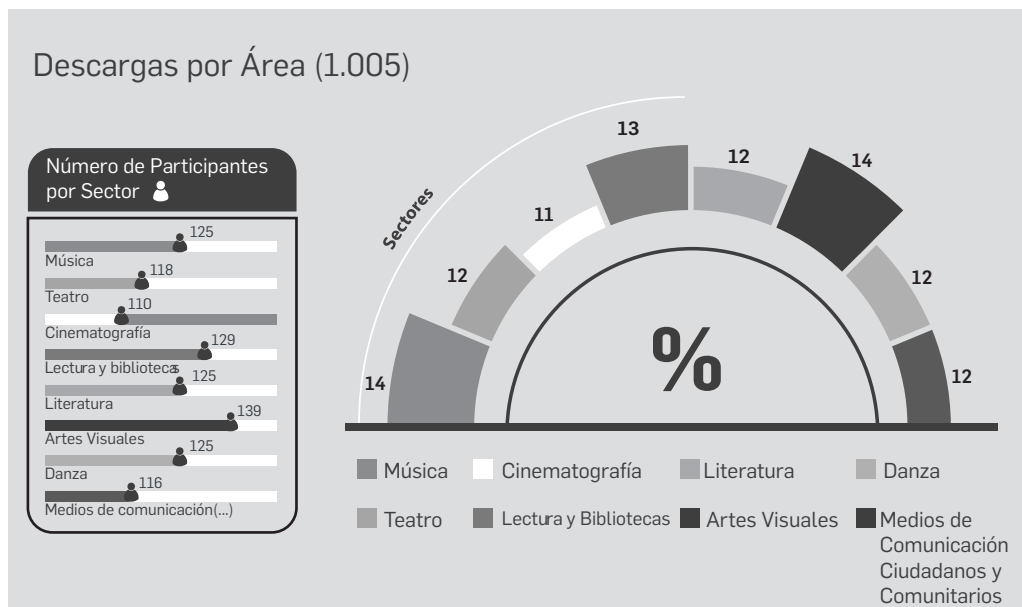 Descargas por Área (1.005)
Número de Participantes
por Sector
125
Música
118
Teatro
110
Cinematografía
129
Lectura y bibliotecas
125
Literatura
139
Artes Visuales
125
Danza
116
Medios de comunicación(...)
Sectores
14
12
11
13
12
14
12
12
%
Música
Cinematografía
Literatura
Danza
Teatro
Lectura y Bibliotecas
Artes Visuales
Medios de
Comunicación
Ciudadanos y
Comunitarios